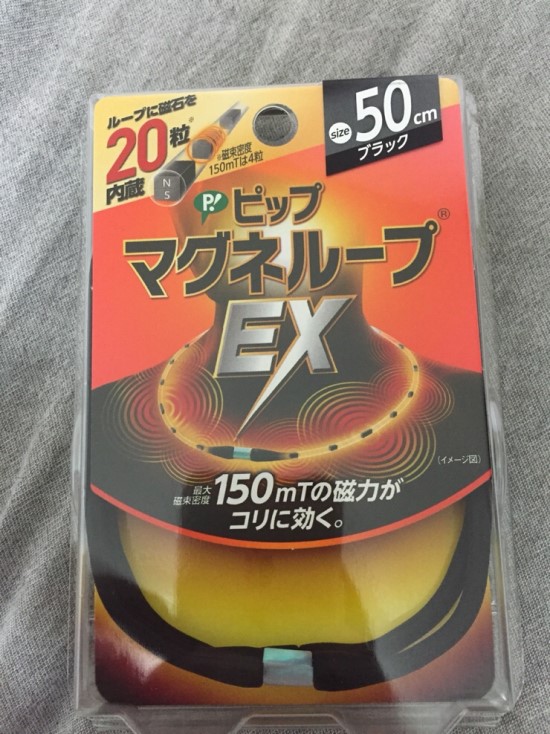 ループに磁石を
20粒※
内蔵
N
S
※磁束密度
150mTは4粒
size 50cm
ブラック
P!
ピップ
マグネループ®
EX
(イメージ図)
最大
磁束密度
150mTの磁力が
コリに効く。